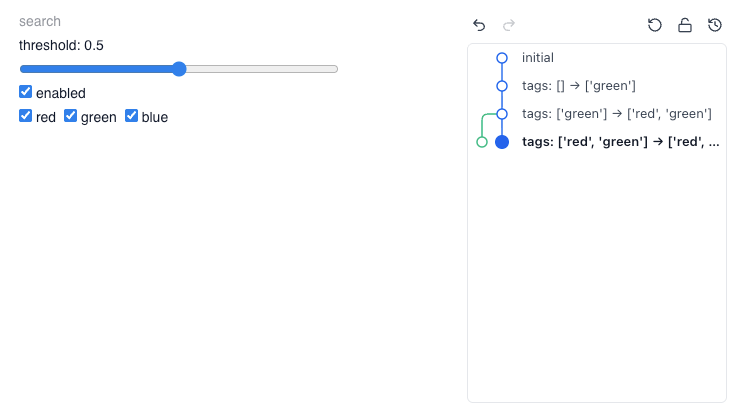 search
threshold: 0.5
enabled
red green blue
initial
tags: [] → ['green']
tags: ['green'] → ['red', 'green']
tags: ['red', 'green'] → ['red', ...